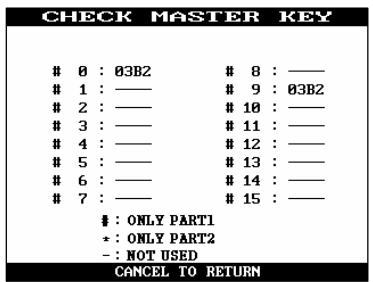 CHECK MASTER KEY
# 0 : 03B2 # 8 : ——
# 1 : —— # 9 : 03B2
# 2 : —— # 10 : ——
# 3 : —— # 11 : ——
# 4 : —— # 12 : ——
# 5 : —— # 13 : ——
# 6 : —— # 14 : ——
# 7 : —— # 15 : ——
# : ONLY PART1
* : ONLY PART2
- : NOT USED
CANCEL TO RETURN